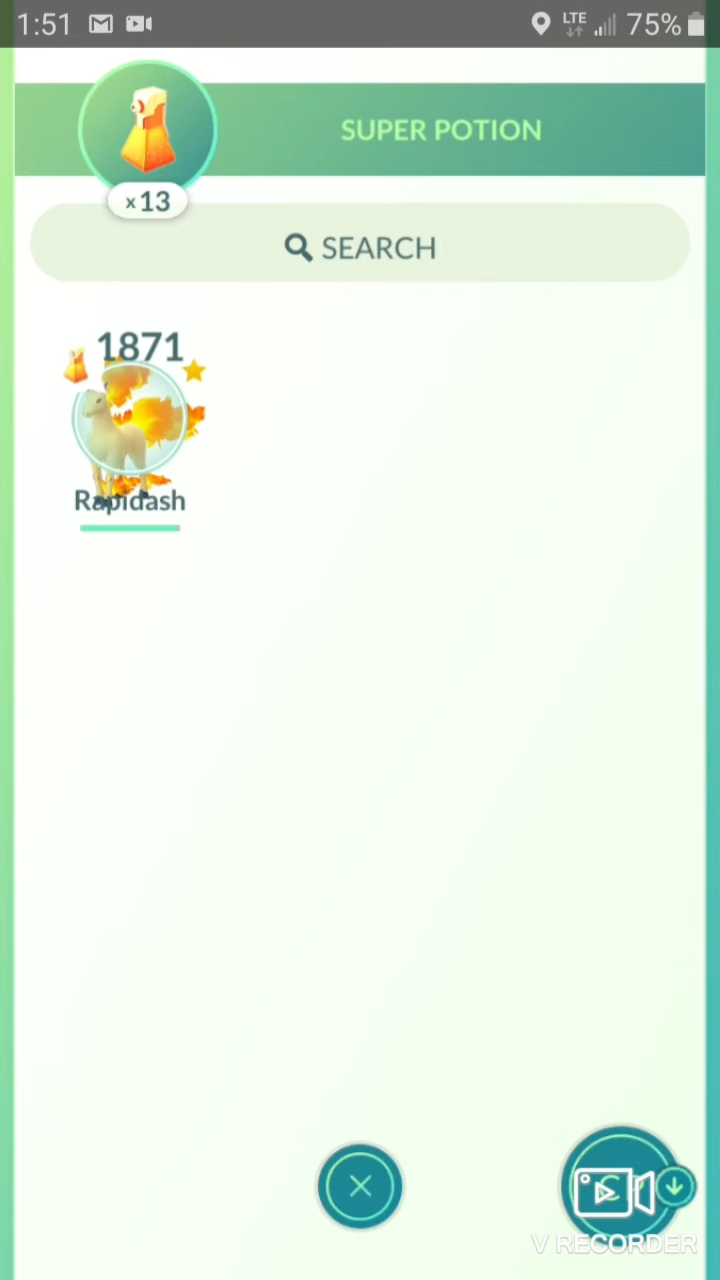 1:51 LTE 75%
SUPER POTION
×13
SEARCH
1871
Rapidash
V RECORDER